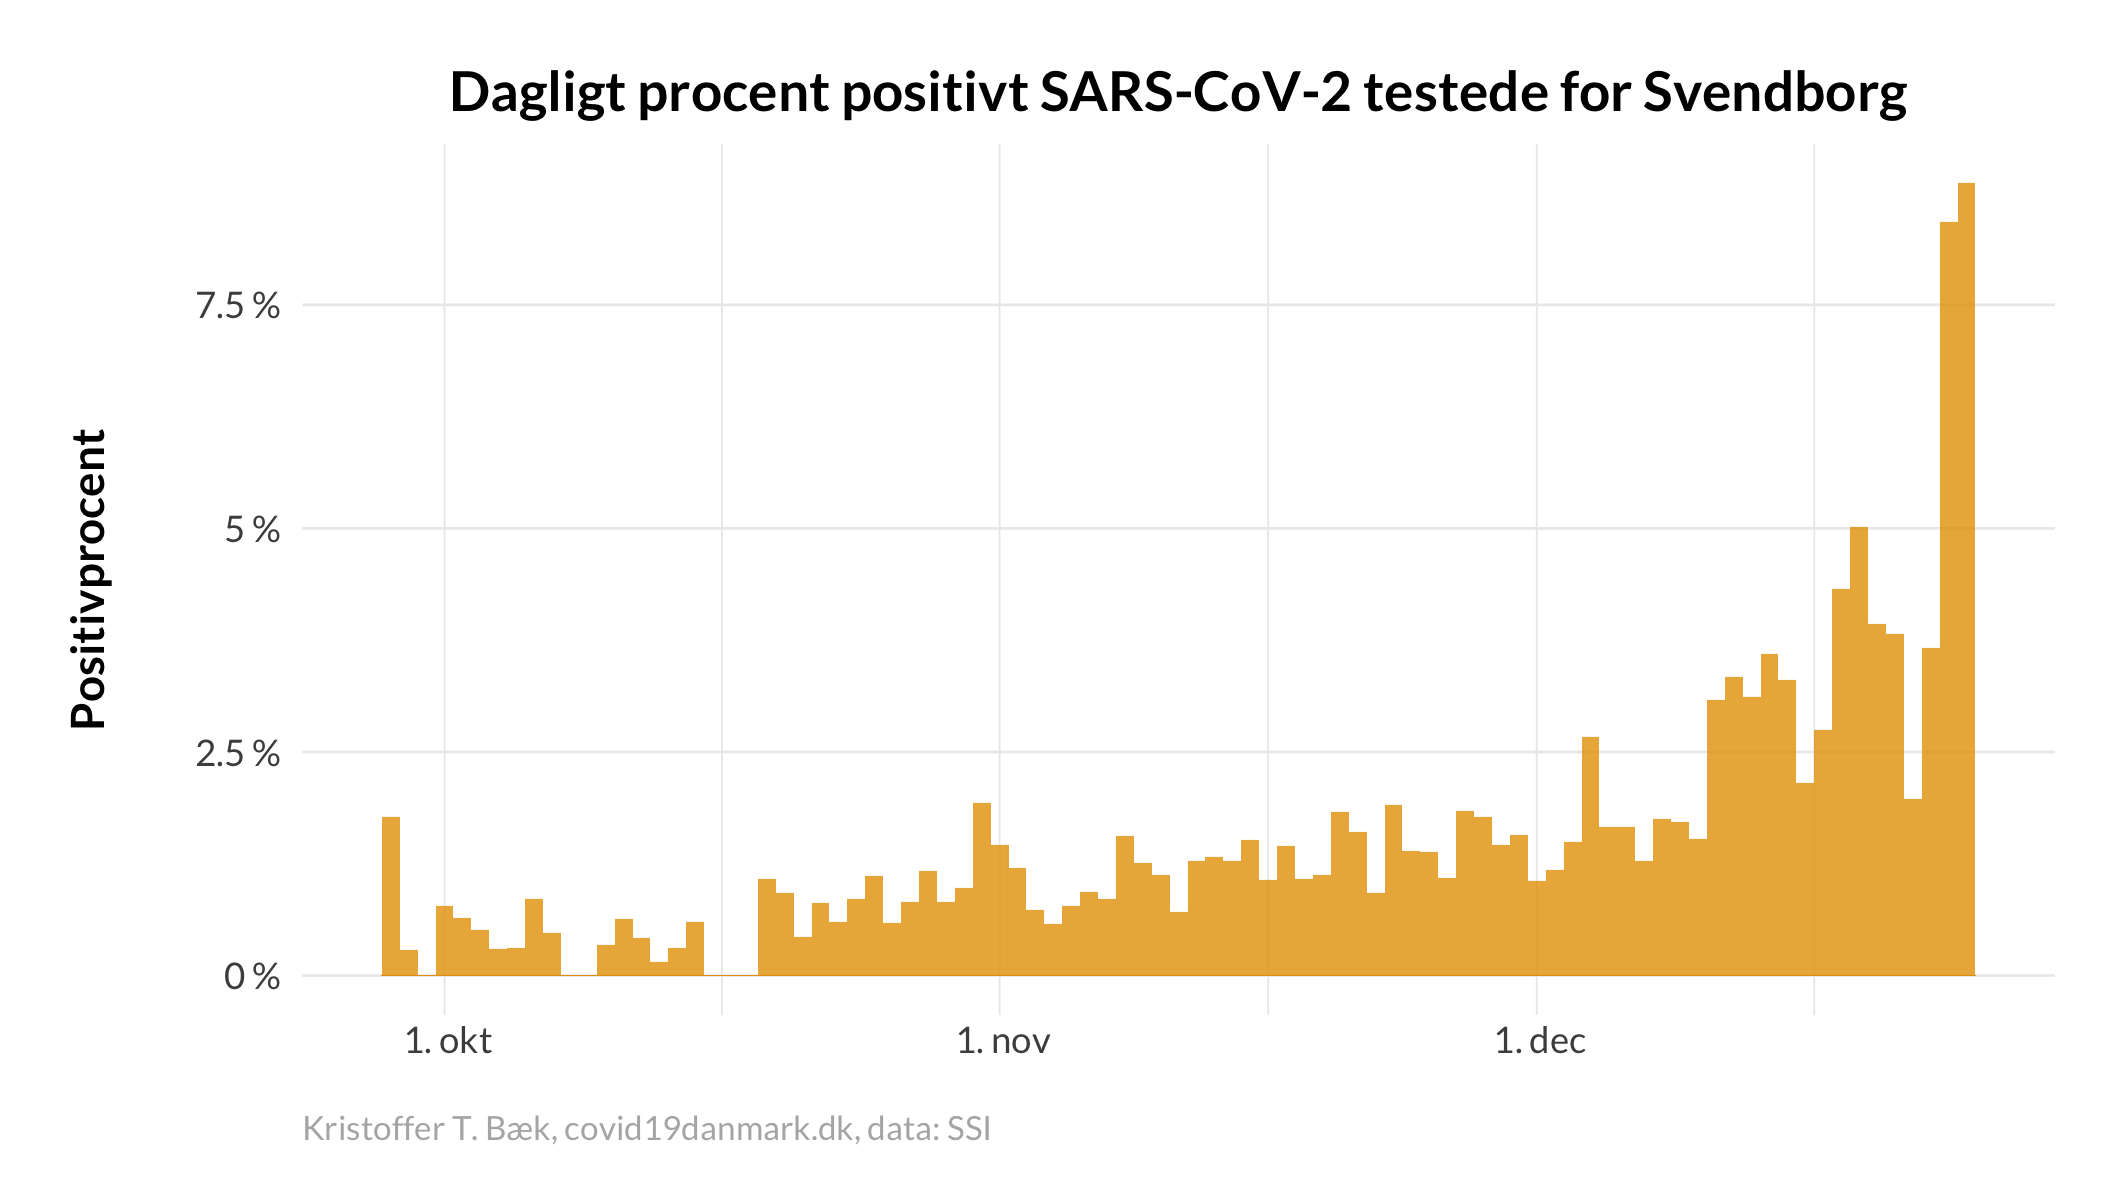 Dagligt procent positivt SARS-CoV-2 testede for Svendborg
Positivprocent
7.5 %
5 %
2.5 %
0 %
1. okt
1. nov
1. dec
Kristoffer T. Bæk, covid19danmark.dk, data: SSI